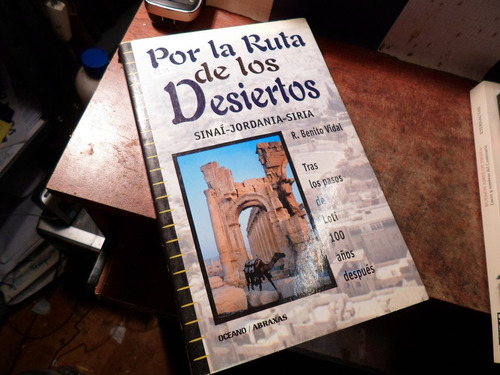 Por la Ruta
de los
Desiertos
SINAÍ-JORDANIA-SIRIA
R. Benito Vidal
Tras
los pasos
de
Loti
100
años
después
OCEANO / ABRAXAS